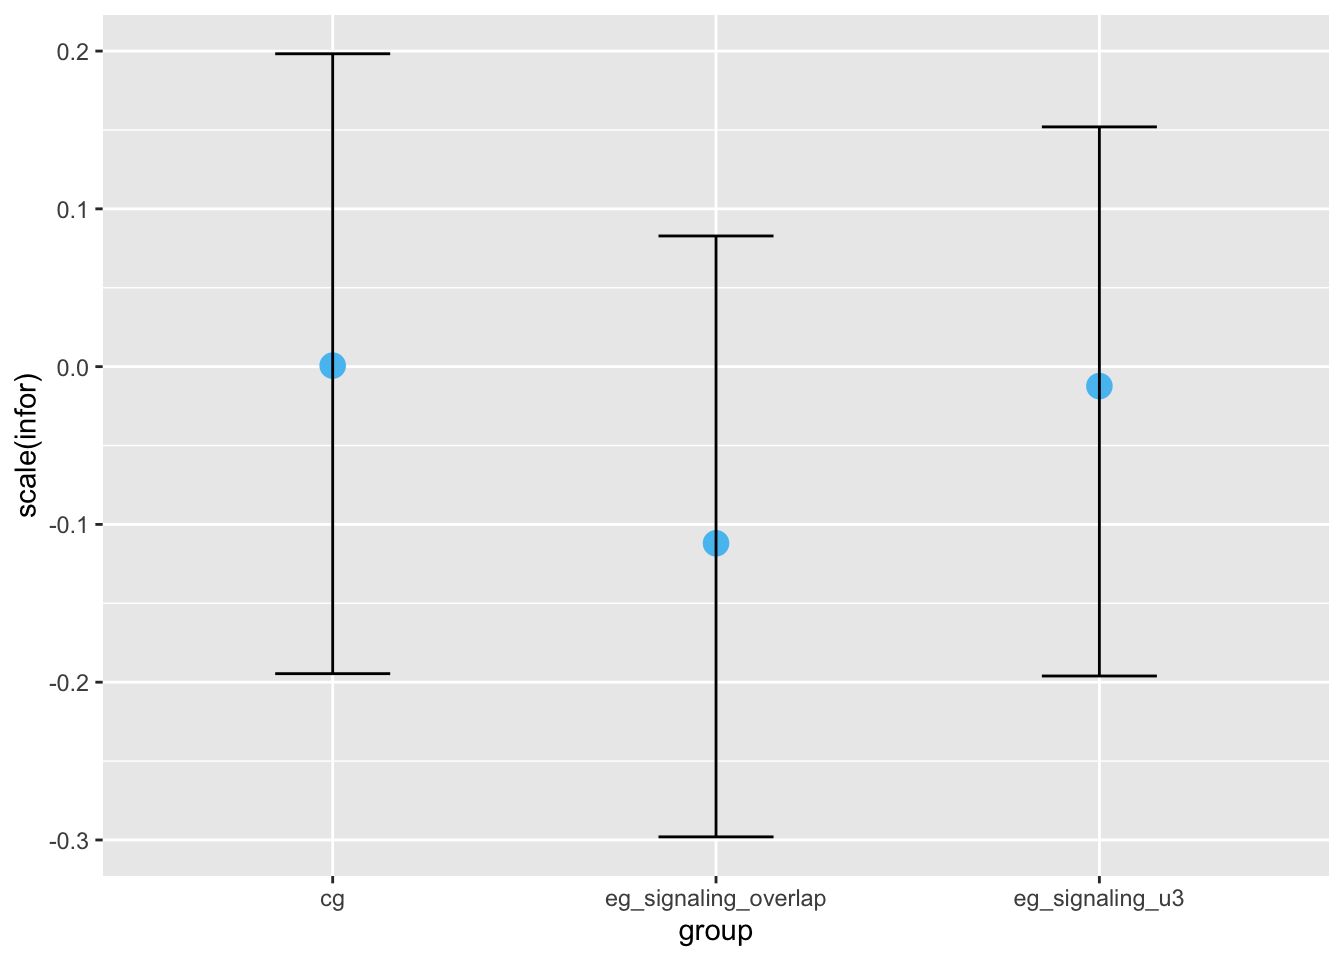 0.2
0.1
0.0
-0.1
-0.2
-0.3
scale(infor)
cg
eg_signaling_overlap
eg_signaling_u3
group